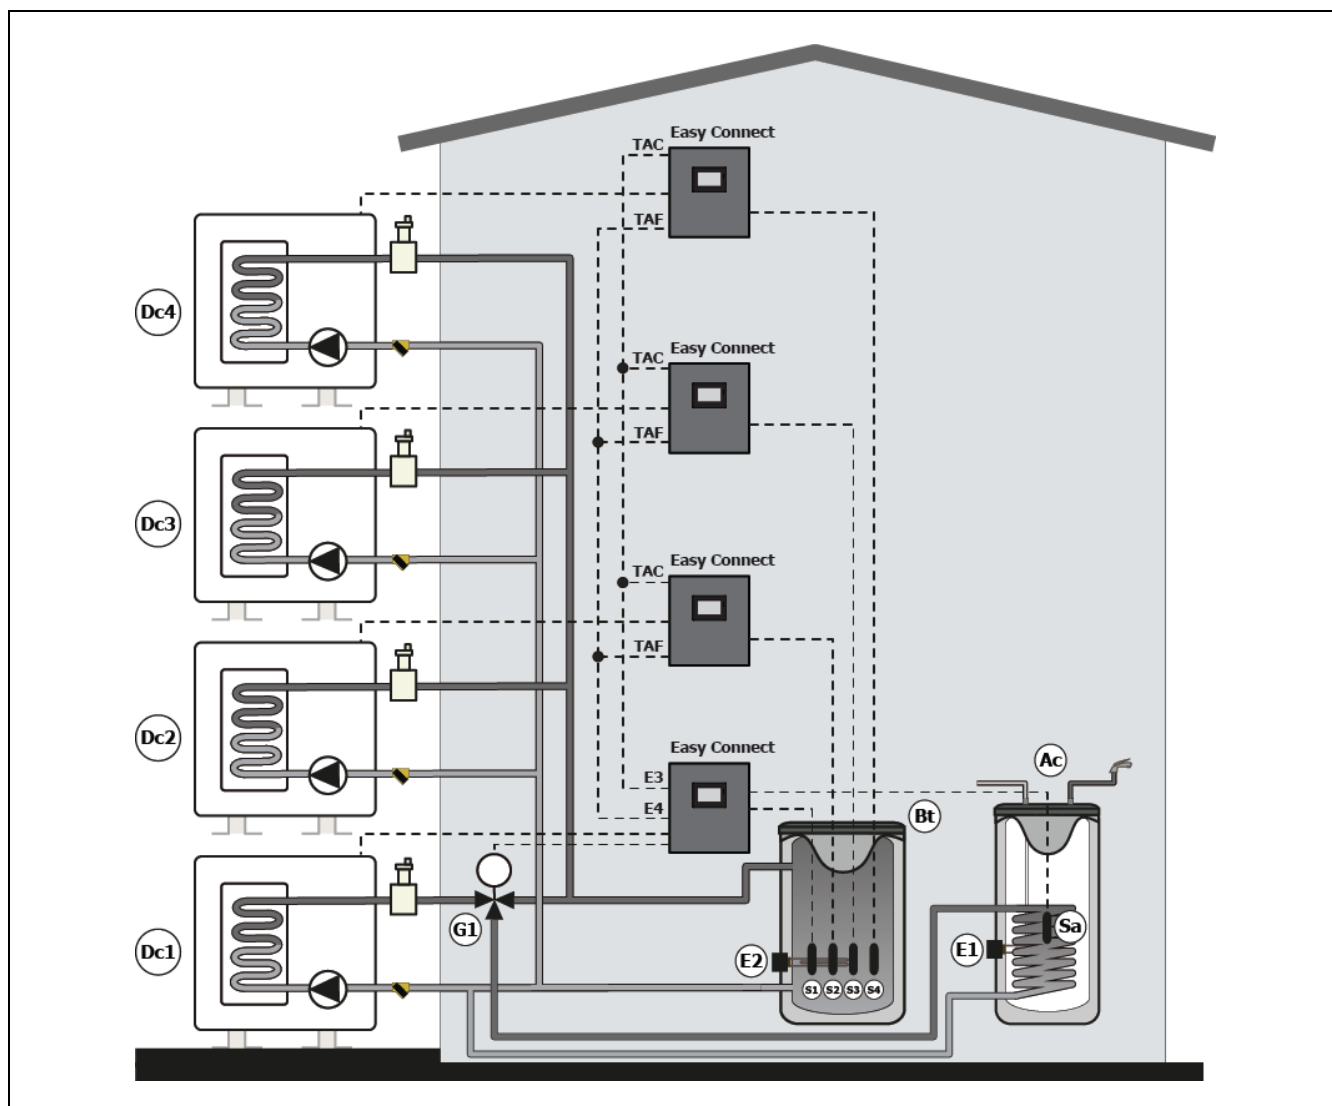 Easy Connect
TAC
TAF
Dc4
Easy Connect
TAC
TAF
Dc3
Easy Connect
TAC
TAF
Dc2
Easy Connect
E3
E4
Ac
Bt
G1
Sa
Dc1
E2
E1
S1 S2 S3 S4